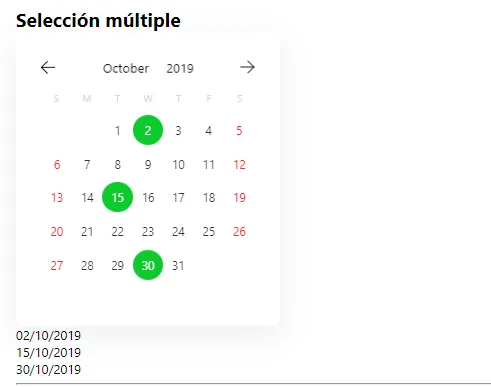 Selección múltiple
October 2019
S M T W T F S
1 2 3 4 5
6 7 8 9 10 11 12
13 14 15 16 17 18 19
20 21 22 23 24 25 26
27 28 29 30 31
02/10/2019
15/10/2019
30/10/2019